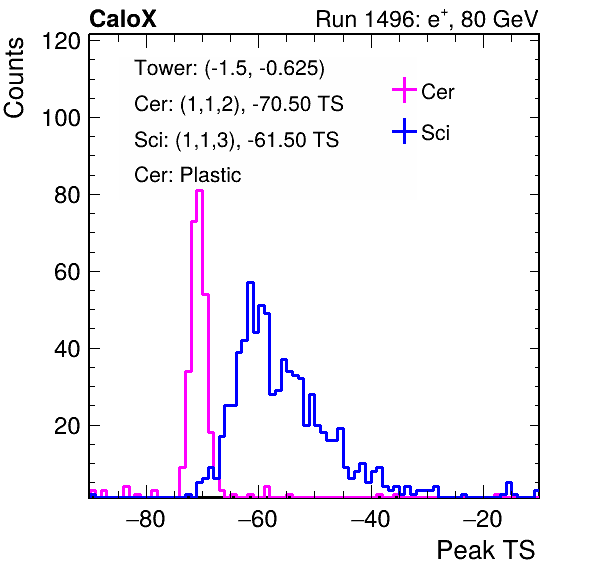 CaloX Run 1496: e⁺, 80 GeV
Counts
Tower: (-1.5, -0.625)
Cer: (1,1,2), -70.50 TS
Sci: (1,1,3), -61.50 TS
Cer: Plastic
Cer
Sci
120
100
80
60
40
20
−80 −60 −40 −20
Peak TS